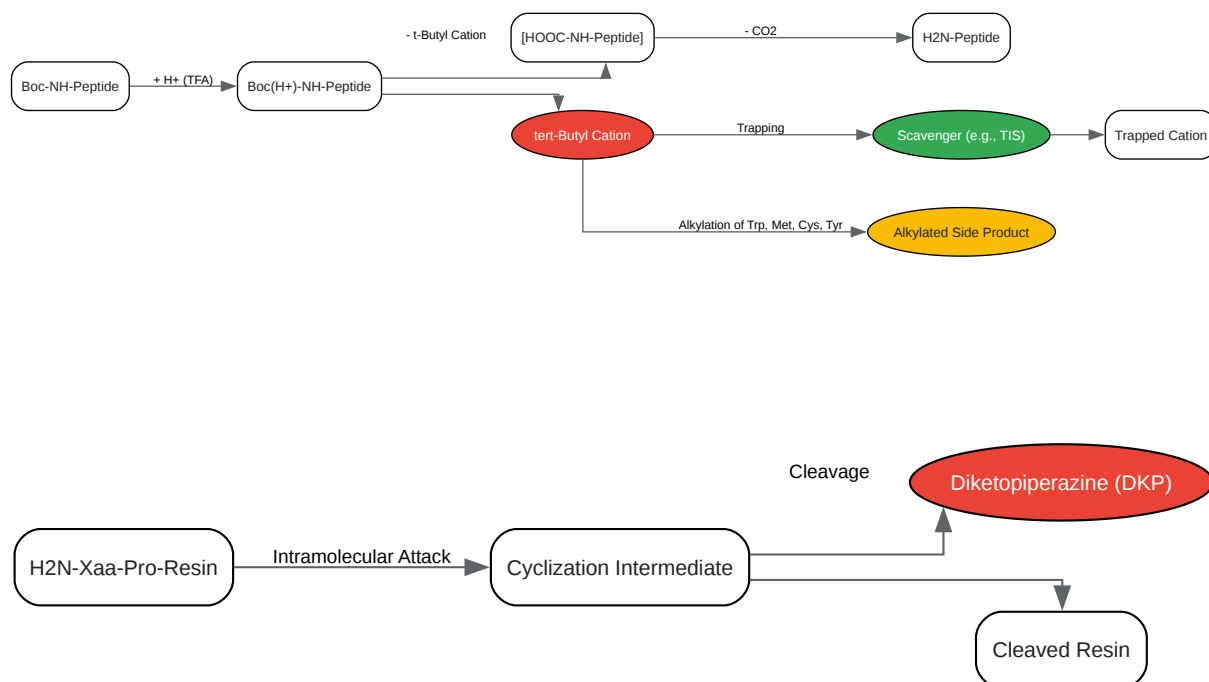 - t-Butyl Cation
[HOOC-NH-Peptide]
- CO2
H2N-Peptide
Boc-NH-Peptide
+ H+ (TFA)
Boc(H+)-NH-Peptide
tert-Butyl Cation
Trapping
Scavenger (e.g., TIS)
Trapped Cation
Alkylation of Trp, Met, Cys, Tyr
Alkylated Side Product
Cleavage
Diketopiperazine (DKP)
H2N-Xaa-Pro-Resin
Intramolecular Attack
Cyclization Intermediate
Cleaved Resin